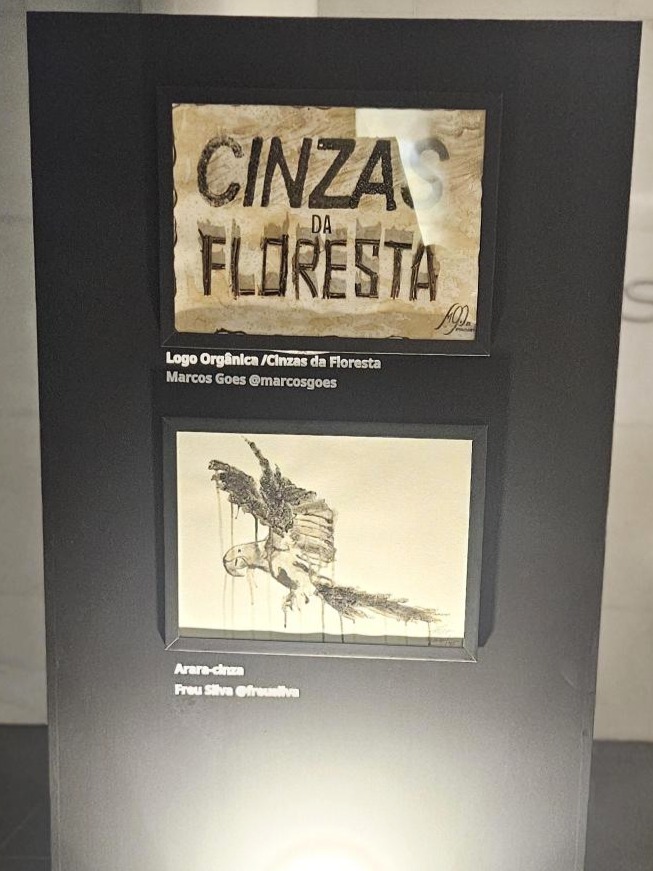 CINZAS
DA
FLORESTA
Logo Orgânica /Cinzas da Floresta
Marcos Goes @marcosgoes
Arara-cinza
Freu Silva @freusilva